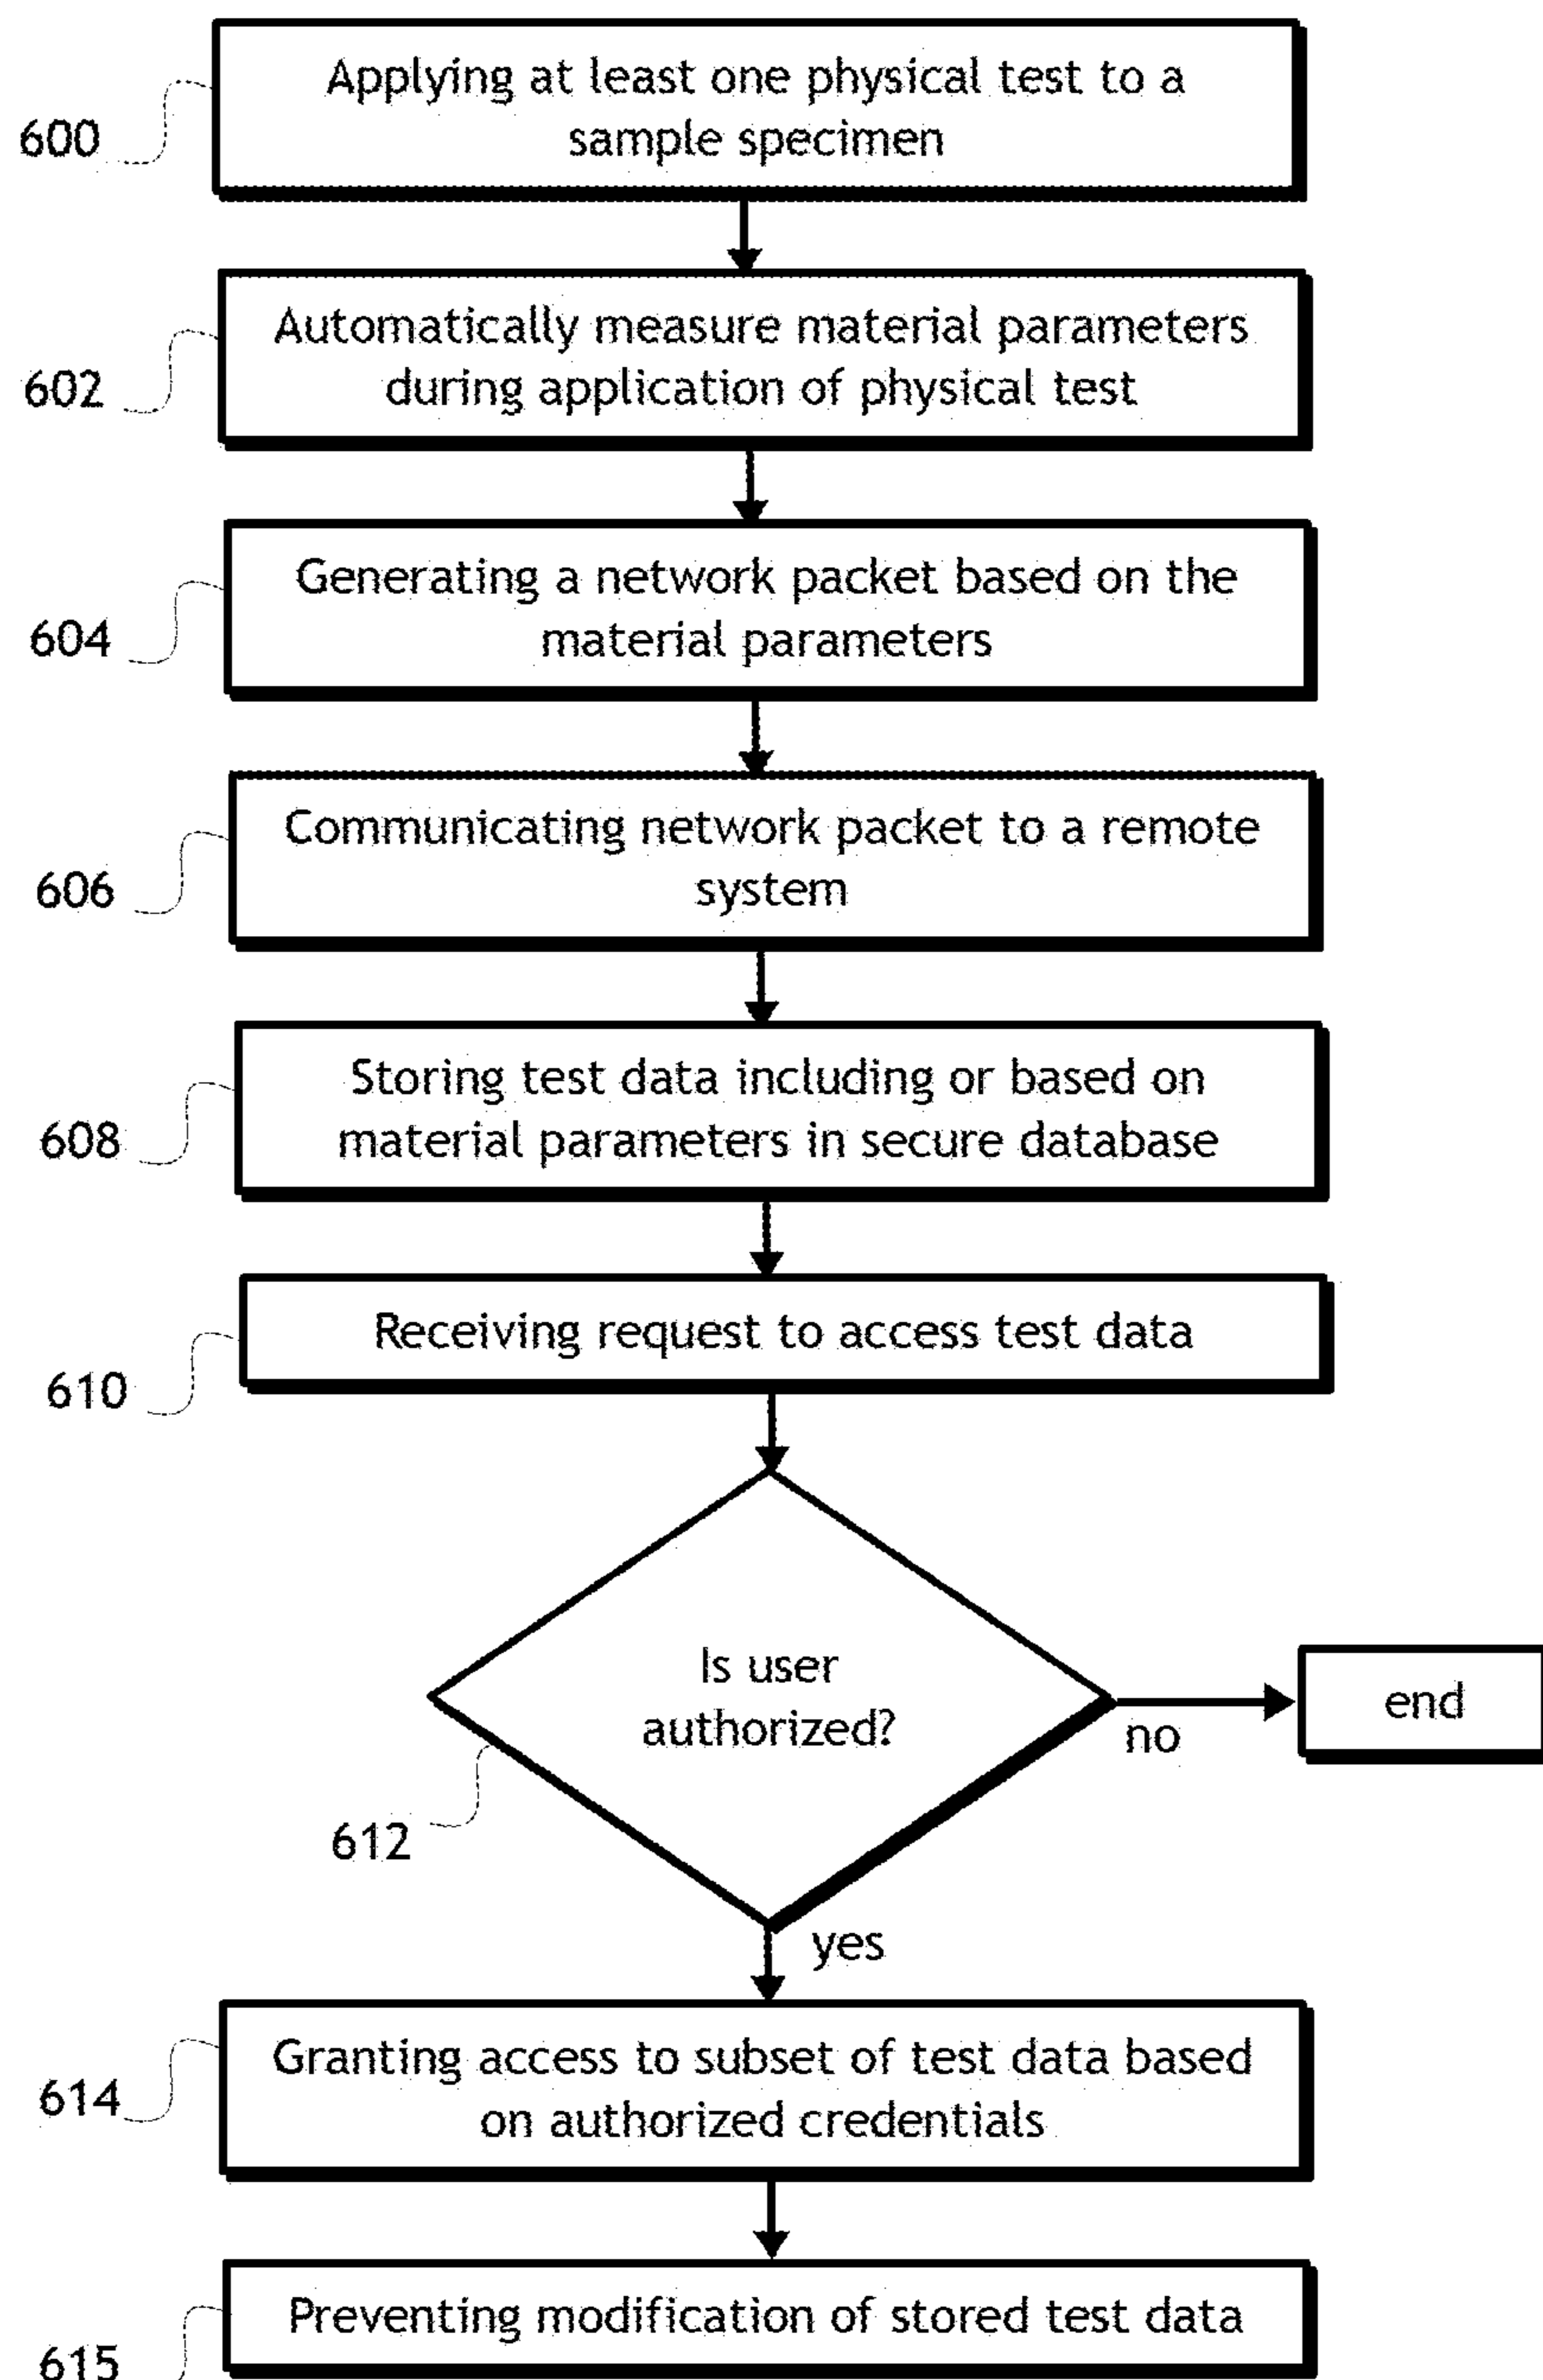 Applying at least one physical test to a
sample specimen
600
Automatically measure material parameters
during application of physical test
602
Generating a network packet based on the
material parameters
604
Communicating network packet to a remote
system
606
Storing test data including or based on
material parameters in secure database
608
Receiving request to access test data
610
Is user
authorized?
no
end
612
yes
Granting access to subset of test data based
on authorized credentials
614
Preventing modification of stored test data
615